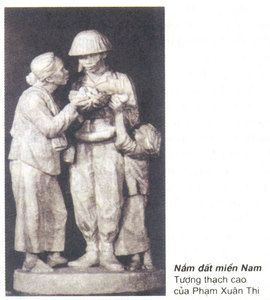 Nắm đất miền Nam
Tượng thạch cao
của Phạm Xuân Thi